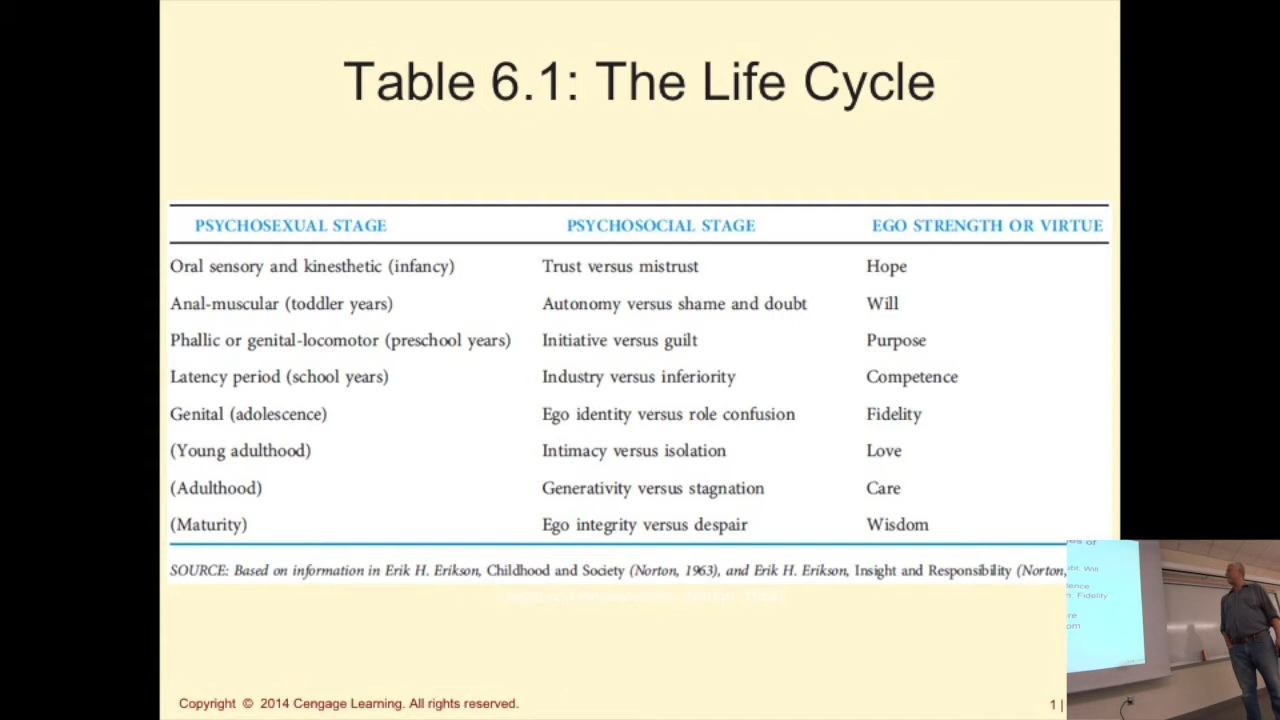 Table 6.1: The Life Cycle
PSYCHOSEXUAL STAGE PSYCHOSOCIAL STAGE EGO STRENGTH OR VIRTUE
Oral sensory and kinesthetic (infancy) Trust versus mistrust Hope
Anal-muscular (toddler years) Autonomy versus shame and doubt Will
Phallic or genital-locomotor (preschool years) Initiative versus guilt Purpose
Latency period (school years) Industry versus inferiority Competence
Genital (adolescence) Ego identity versus role confusion Fidelity
(Young adulthood) Intimacy versus isolation Love
(Adulthood) Generativity versus stagnation Care
(Maturity) Ego integrity versus despair Wisdom
SOURCE: Based on information in Erik H. Erikson, Childhood and Society (Norton, 1963), and Erik H. Erikson, Insight and Responsibility (Norton,
Will
Fidelity
Copyright © 2014 Cengage Learning. All rights reserved.
1 |